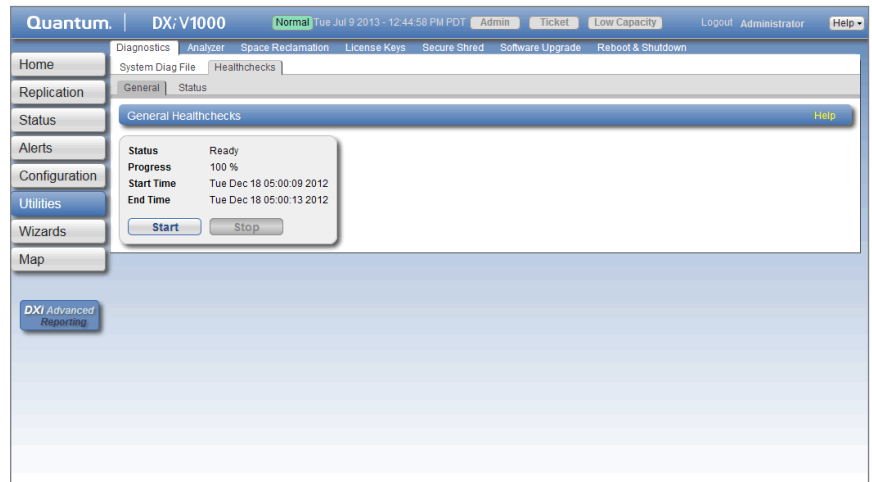 Quantum. DXi V1000 Normal Tue Jul 9 2013 - 12:44:58 PM PDT Admin Ticket Low Capacity Logout Administrator Help
Diagnostics Analyzer Space Reclamation License Keys Secure Shred Software Upgrade Reboot & Shutdown
System Diag File Healthchecks
General Status
Home
Replication
Status
Alerts
Configuration
Utilities
Wizards
Map
DXi Advanced
Reporting
General Healthchecks Help
Status Ready
Progress 100 %
Start Time Tue Dec 18 05:00:09 2012
End Time Tue Dec 18 05:00:13 2012
Start Stop